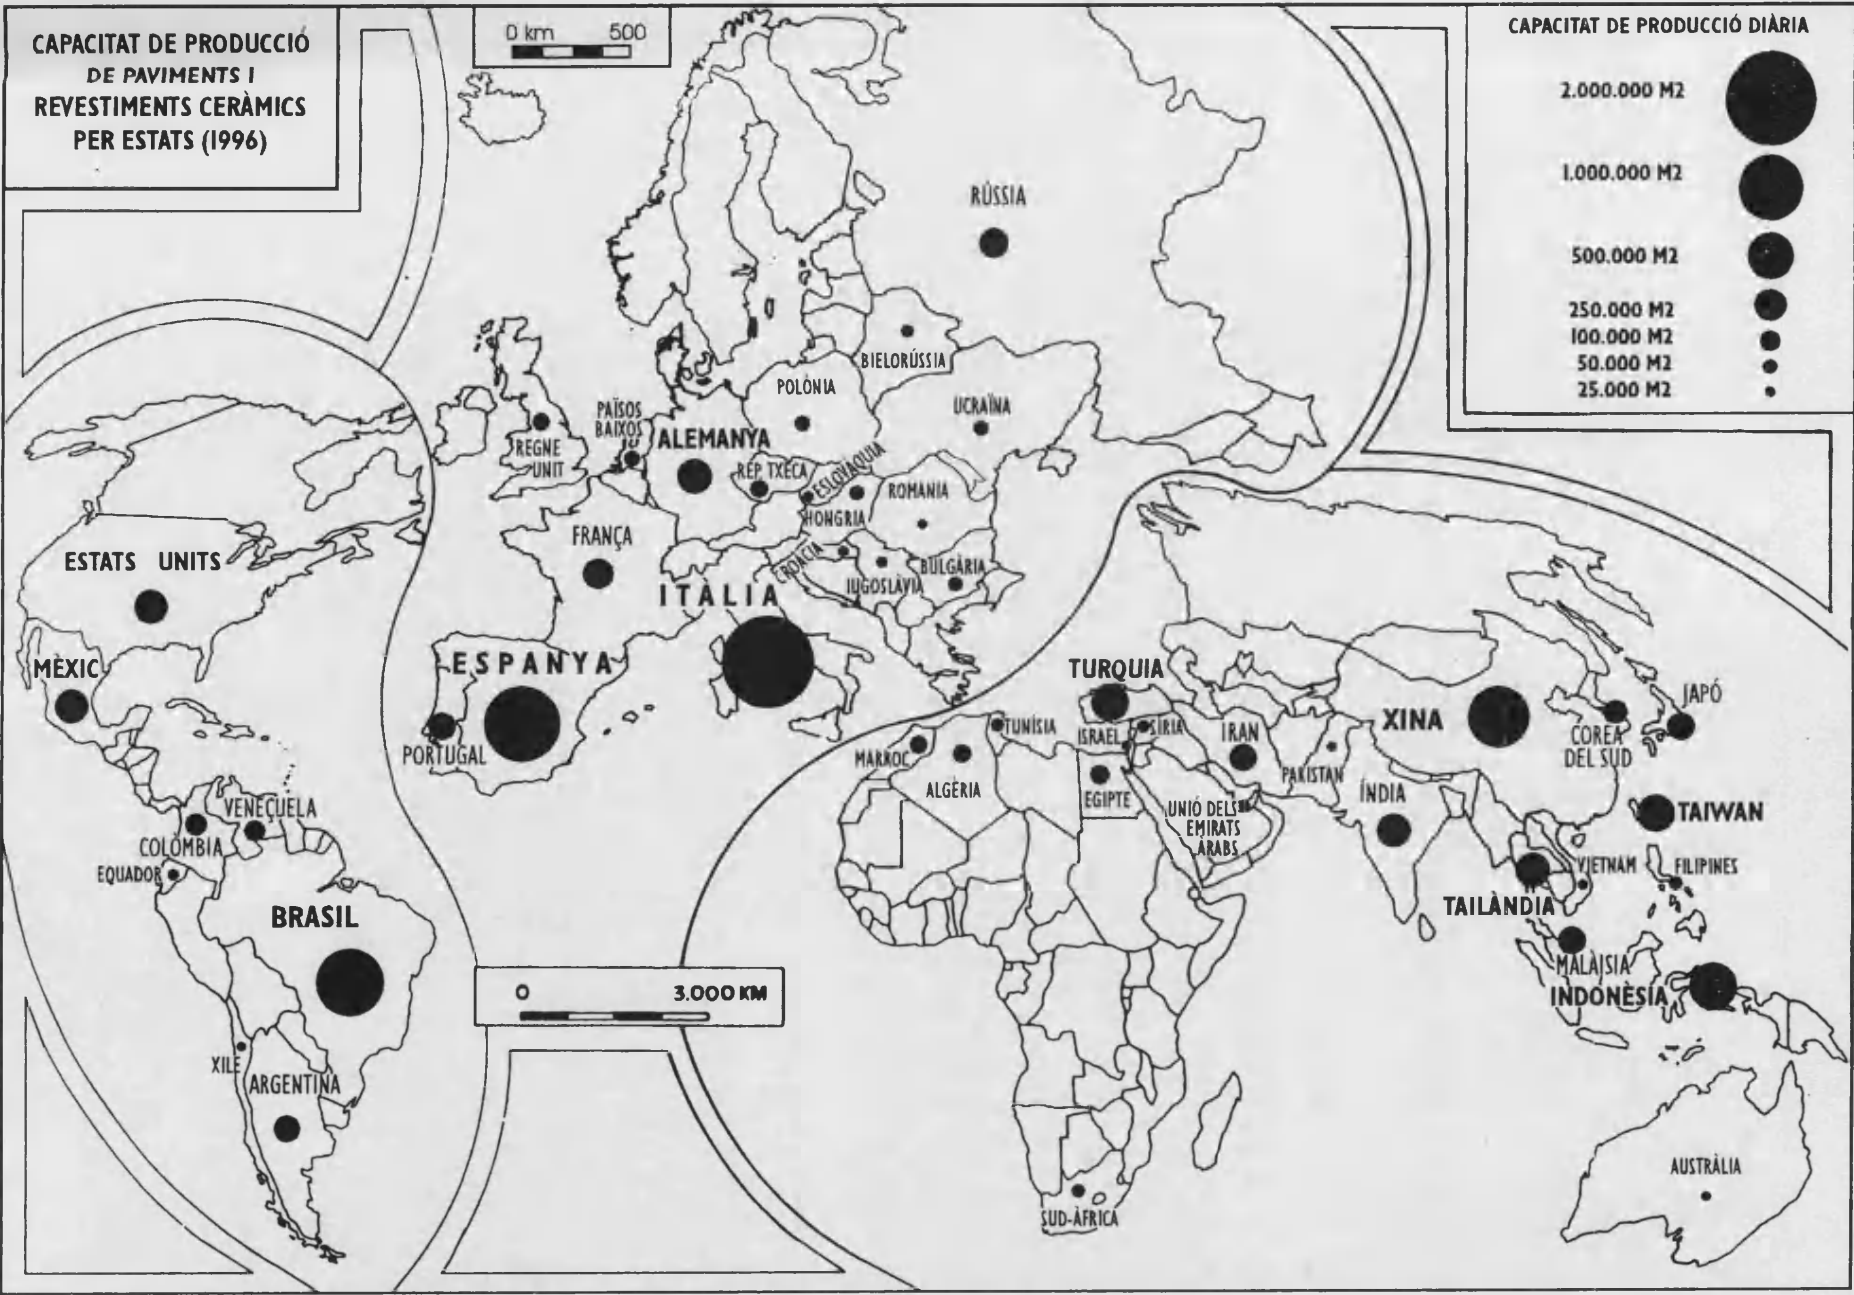 CAPACITAT DE PRODUCCIÓ
DE PAVIMENTS I
REVESTIMENTS CERÀMICS
PER ESTATS (1996)
0 km 500
CAPACITAT DE PRODUCCIÓ DIÀRIA
2.000.000 M2
1.000.000 M2
500.000 M2
250.000 M2
100.000 M2
50.000 M2
25.000 M2
RÚSSIA
BIELORÚSSIA
POLÒNIA
UCRAÏNA
PAÏSOS
BAIXOS
ALEMANYA
REGNE
UNIT
REP TXECA
ESLOVÀQUIA
ROMANIA
HONGRIA
FRANÇA
CROÀCIA
IUGOSLÀVIA
BULGÀRIA
ITÀLIA
ESPANYA
PORTUGAL
ESTATS UNITS
MÈXIC
VENEÇUELA
COLÒMBIA
EQUADOR
BRASIL
XILE
ARGENTINA
0 3.000 KM
TURQUIA
TUNÍSIA
ISRAEL
SÍRIA
IRAN
MARROC
ALGÈRIA
EGIPTE
UNIÓ DELS
EMIRATS
ÀRABS
PAKISTAN
ÍNDIA
XINA
JAPÓ
COREA
DEL SUD
TAIWAN
VIETNAM
FILIPINES
TAILÀNDIA
MALÀISIA
INDONÈSIA
SUD-ÀFRICA
AUSTRÀLIA